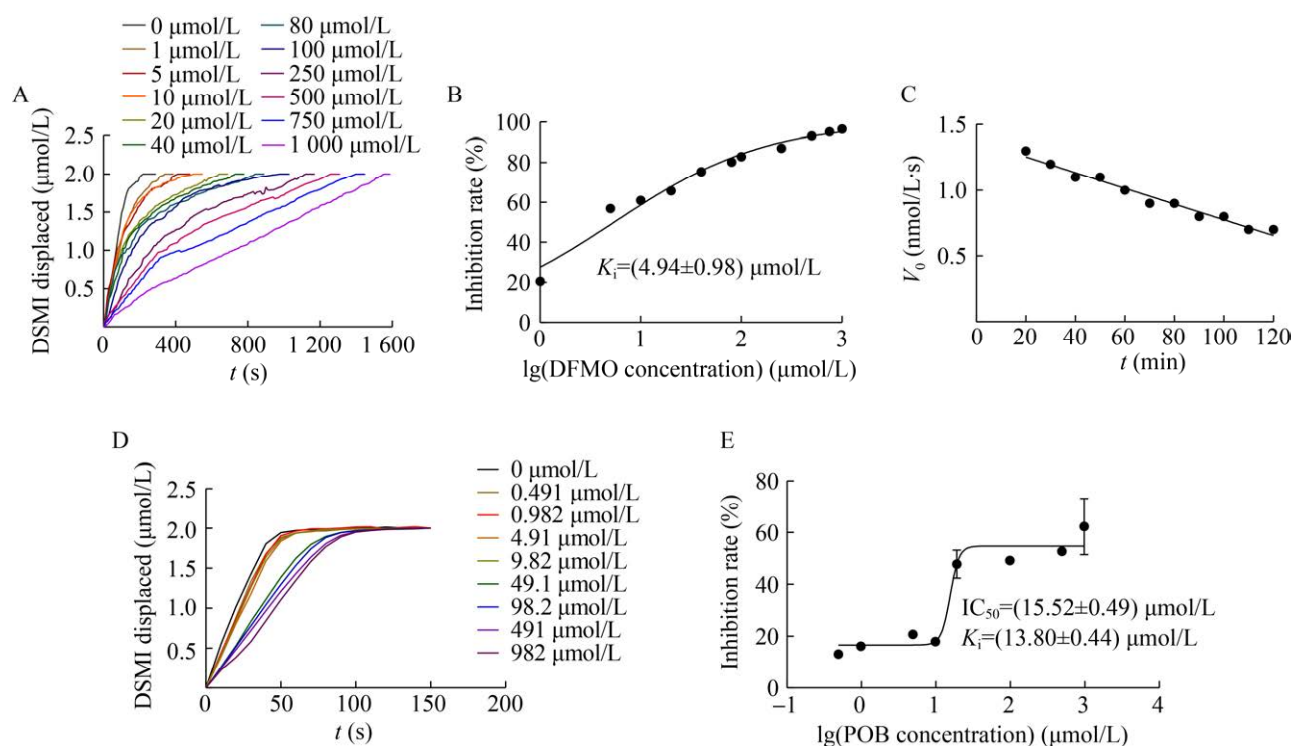 0 μmol/L
80 μmol/L
1 μmol/L
100 μmol/L
5 μmol/L
250 μmol/L
10 μmol/L
500 μmol/L
20 μmol/L
750 μmol/L
40 μmol/L
1 000 μmol/L
A
DSMI displaced (μmol/L)
2.5
2.0
1.5
1.0
0.5
0
400
800
1 200
1 600
t (s)
B
Inhibition rate (%)
100
80
60
40
20
0
Ki=(4.94±0.98) μmol/L
0
1
2
3
lg(DFMO concentration) (μmol/L)
C
V0 (nmol/L·s)
1.5
1.0
0.5
0
20
40
60
80
100
120
t (min)
D
DSMI displaced (μmol/L)
2.5
2.0
1.5
1.0
0.5
0
50
100
150
200
t (s)
0 μmol/L
0.491 μmol/L
0.982 μmol/L
4.91 μmol/L
9.82 μmol/L
49.1 μmol/L
98.2 μmol/L
491 μmol/L
982 μmol/L
E
Inhibition rate (%)
80
60
40
20
0
IC50=(15.52±0.49) μmol/L
Ki=(13.80±0.44) μmol/L
−1
0
1
2
3
4
lg(POB concentration) (μmol/L)